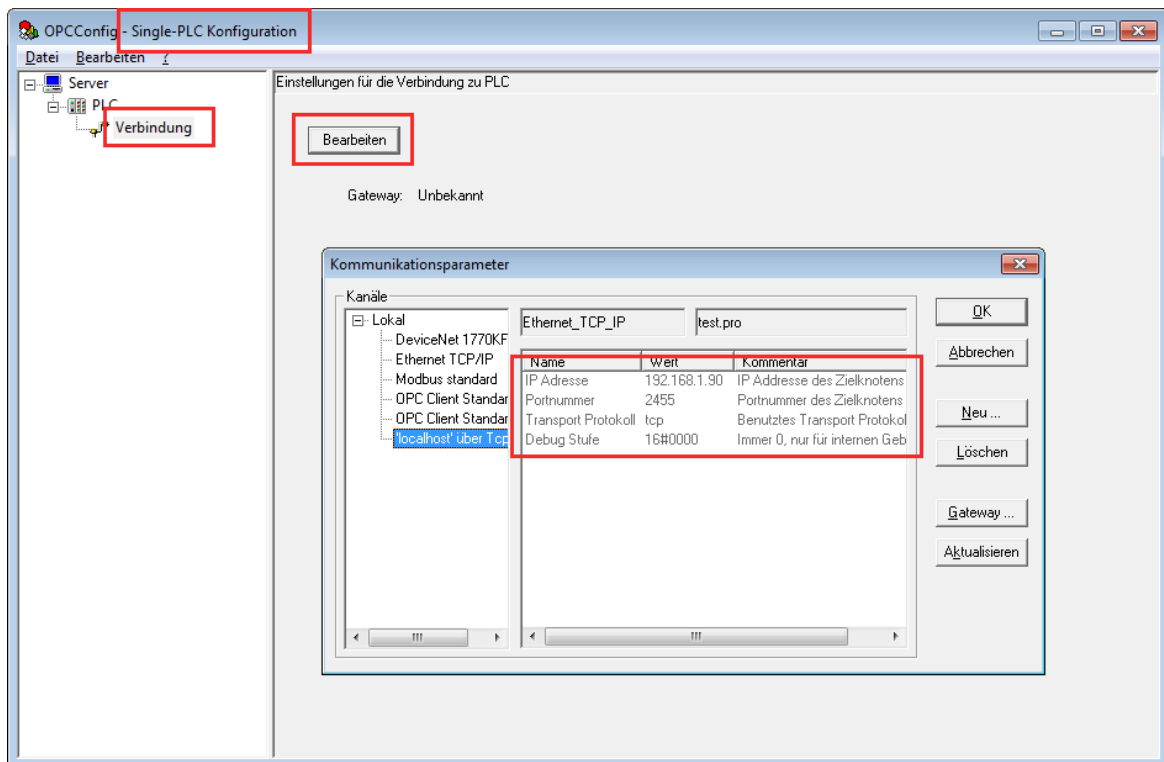 OPCConfig - Single-PLC Konfiguration
Datei Bearbeiten ?
Server
PLC
Verbindung
Einstellungen für die Verbindung zu PLC
Bearbeiten
Gateway: Unbekannt
Kommunikationsparameter
Kanäle
Lokal
DeviceNet 1770KF
Ethernet TCP/IP
Modbus standard
OPC Client Standar
OPC Client Standar
'localhost' über Tcp
Ethernet_TCP_IP test.pro
Name Wert Kommentar
IP Adresse 192.168.1.90 IP Addresse des Zielknotens
Portnummer 2455 Portnummer des Zielknotens
Transport Protokoll tcp Benutztes Transport Protokol
Debug Stufe 16#0000 Immer 0, nur für internen Geb
OK
Abbrechen
Neu ...
Löschen
Gateway ...
Aktualisieren